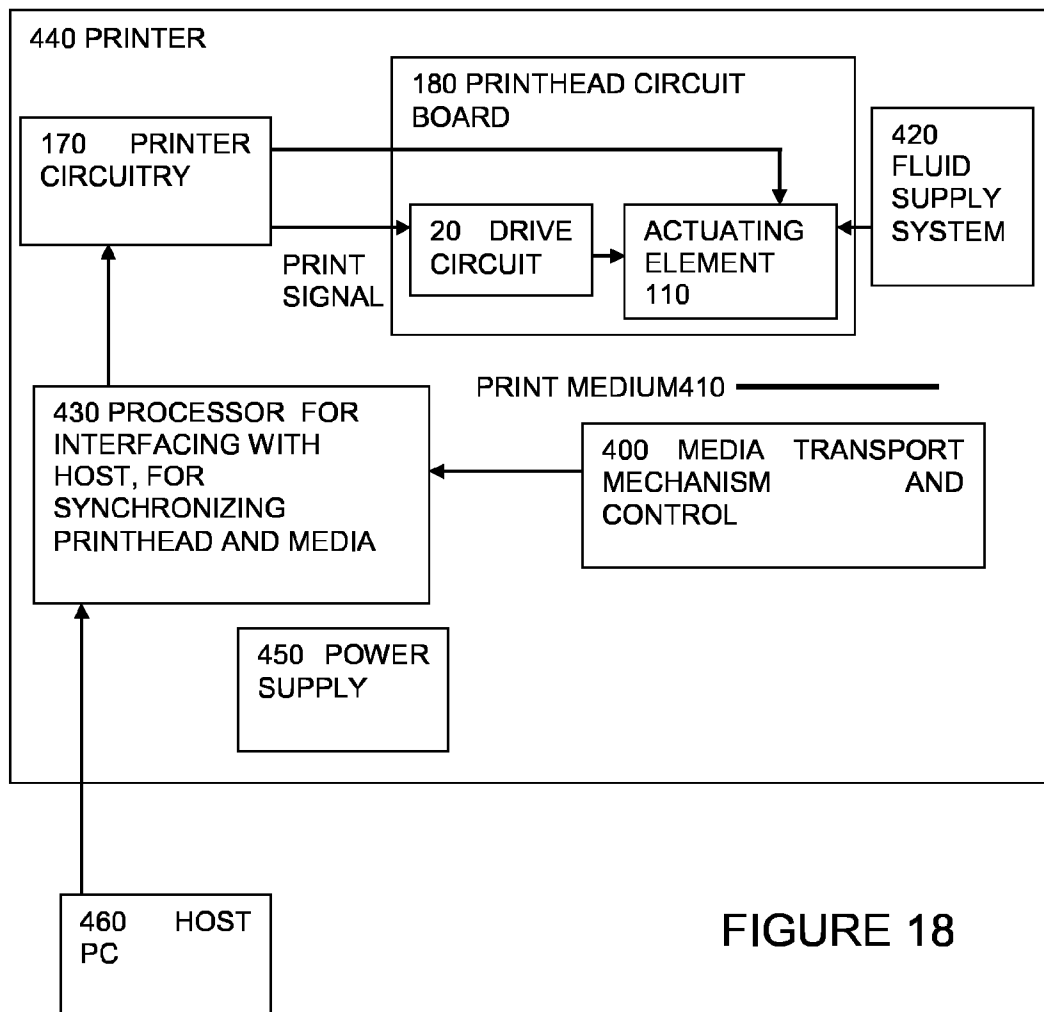 440 PRINTER
180 PRINTHEAD CIRCUIT
BOARD
170 PRINTER
CIRCUITRY
420
FLUID
SUPPLY
SYSTEM
20 DRIVE
CIRCUIT
ACTUATING
ELEMENT
110
PRINT
SIGNAL
PRINT MEDIUM410
430 PROCESSOR FOR
INTERFACING WITH
HOST, FOR
SYNCHRONIZING
PRINTHEAD AND MEDIA
400 MEDIA TRANSPORT
MECHANISM AND
CONTROL
450 POWER
SUPPLY
460 HOST
PC
FIGURE 18